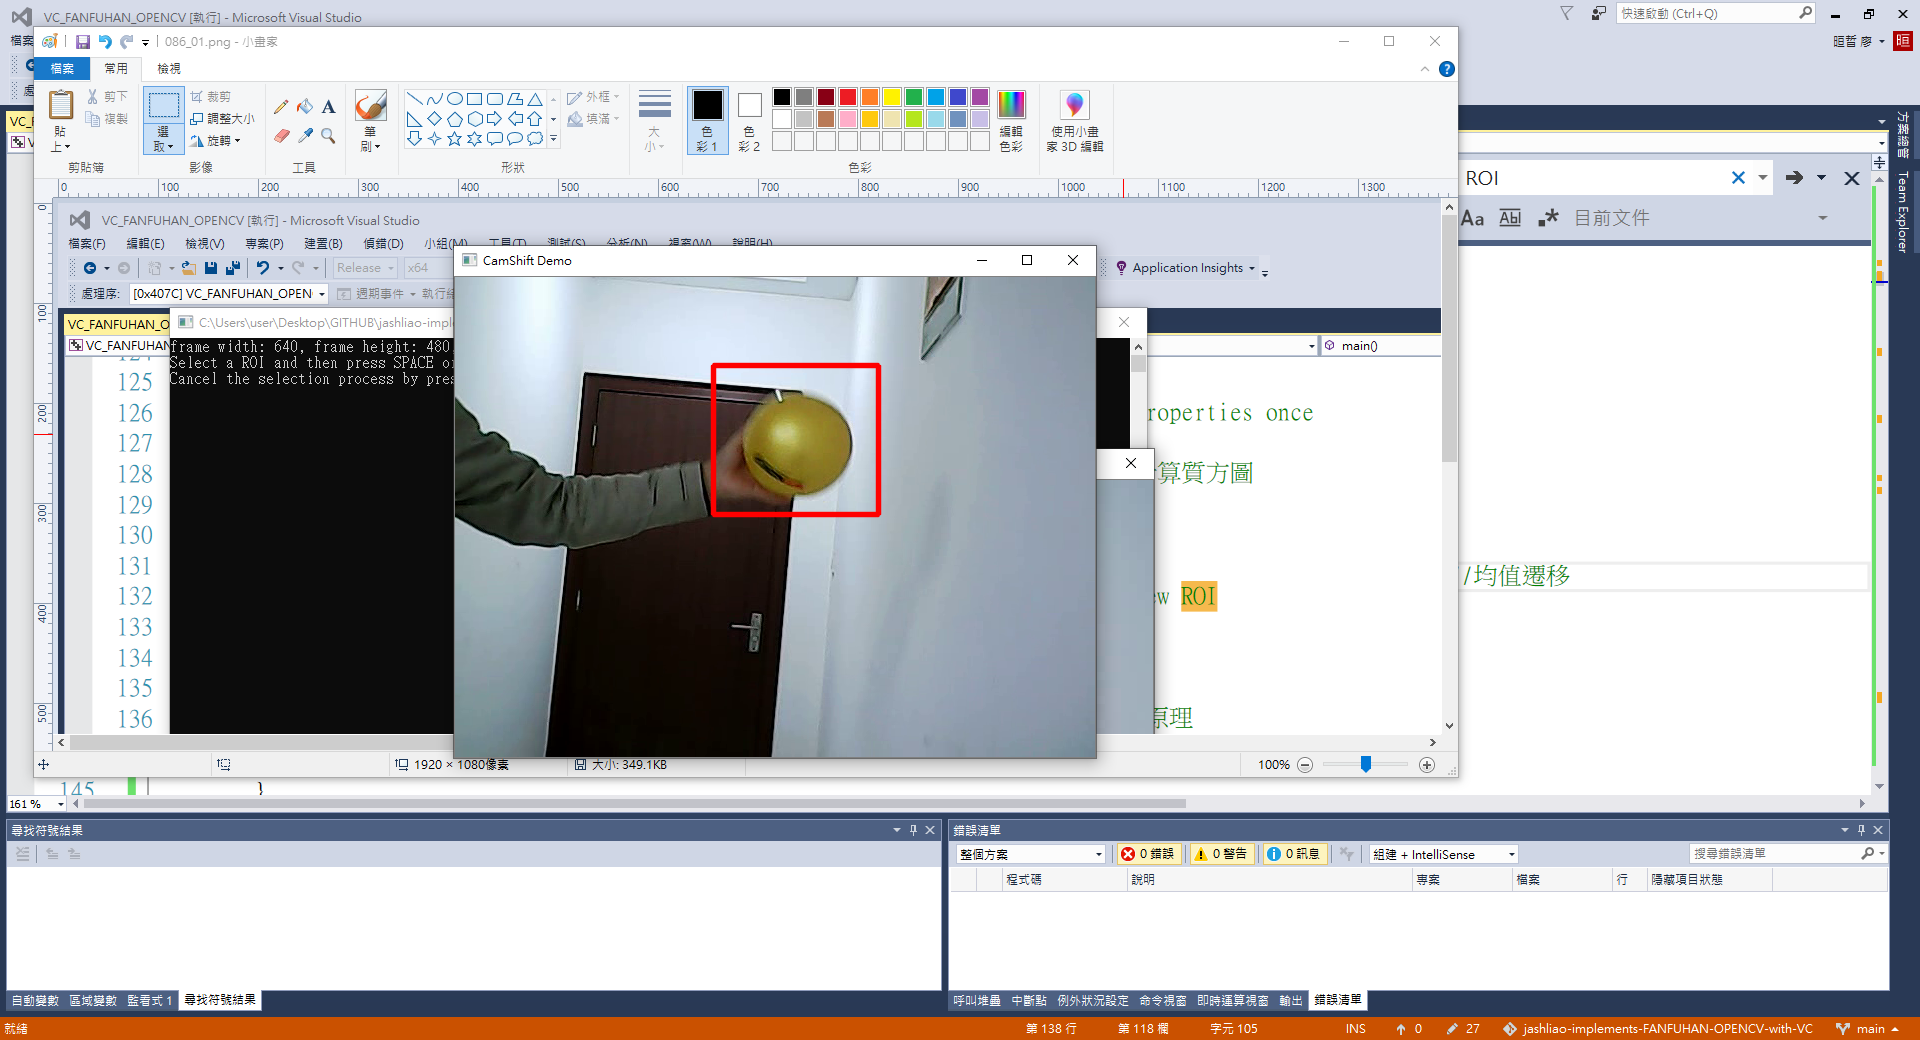 VC_FANFUHAN_OPENCV [執行] - Microsoft Visual Studio
快速啟動 (Ctrl+Q)
檔案
086_01.png - 小畫家
檔案 常用 檢視
貼上
剪下
複製
剪貼簿
選取
裁剪
調整大小
旋轉
影像
工具
筆刷
外框
填滿
形狀
大小
色彩 1
色彩 2
編輯色彩
色彩
使用小畫家 3D 編輯
0 100 200 300 400 500 600 700 800 900 1000 1100 1200 1300
0
100
200
300
400
500
VC_FANFUHAN_OPENCV [執行] - Microsoft Visual Studio
檔案(F) 編輯(E) 檢視(V) 專案(P) 建置(B) 偵錯(D) 小組(M) 工具(T) 測試(S) 分析(N) 視窗(W) 說明(H)
Release x64
CamShift Demo
Application Insights
處理序: [0x407C] VC_FANFUHAN_OPEN 週期事件
C:\Users\user\Desktop\GITHUB\jashliao-impl
VC_FANFUHAN
main()
frame width: 640, frame height: 480
Select a ROI and then press SPACE or
Cancel the selection process by pres
125
126
127
128
129
130
131
132
133
134
135
136
roperties once
算質方圖
ROI
原理
1920 × 1080像素
大小: 349.1KB
100%
ROI
Aa Abl 目前文件
/均值遷移
方案總管
Team Explorer
145 }
161 %
尋找符號結果
自動變數 區域變數 監看式 1 尋找符號結果
錯誤清單
整個方案 0 錯誤 0 警告 0 訊息 組建 + IntelliSense 搜尋錯誤清單
程式碼 說明 專案 檔案 行 隱藏項目狀態
呼叫堆疊 中斷點 例外狀況設定 命令視窗 即時運算視窗 輸出 錯誤清單
就緒 第 138 行 第 118 欄 字元 105 INS 0 27 jashliao-implements-FANFUHAN-OPENCV-with-VC main